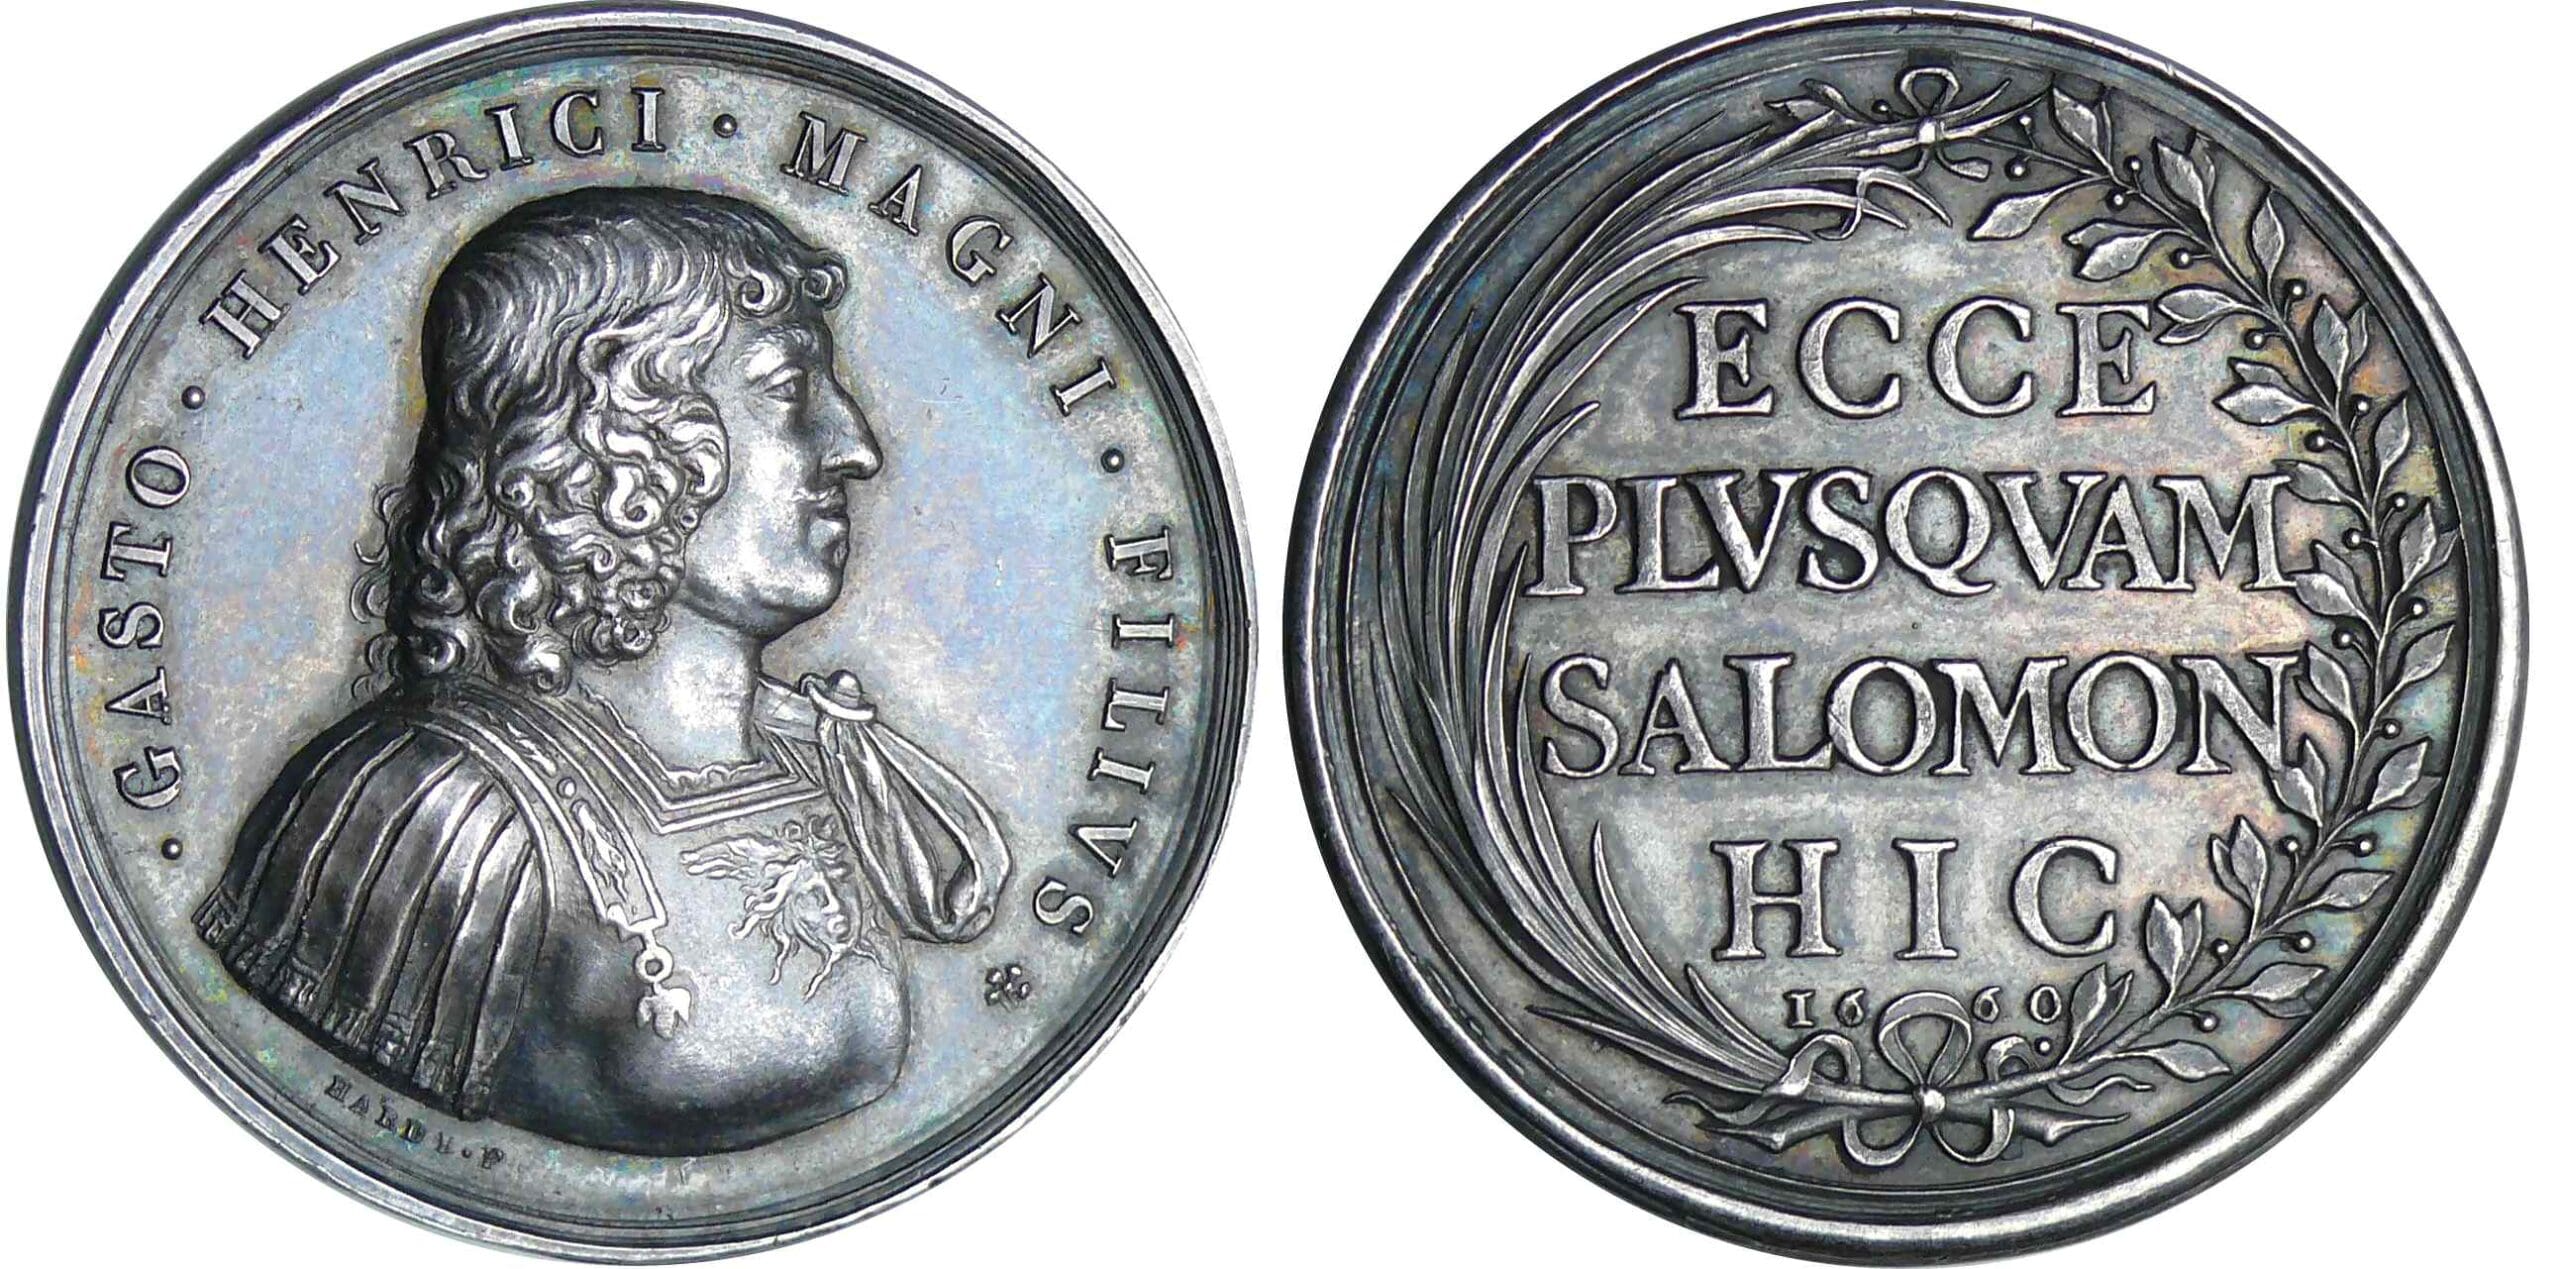 · GASTO · HENRICI · MAGNI · FILIVS
HARDY · F
ECCE
PLVSQVAM
SALOMON
HIC
1660